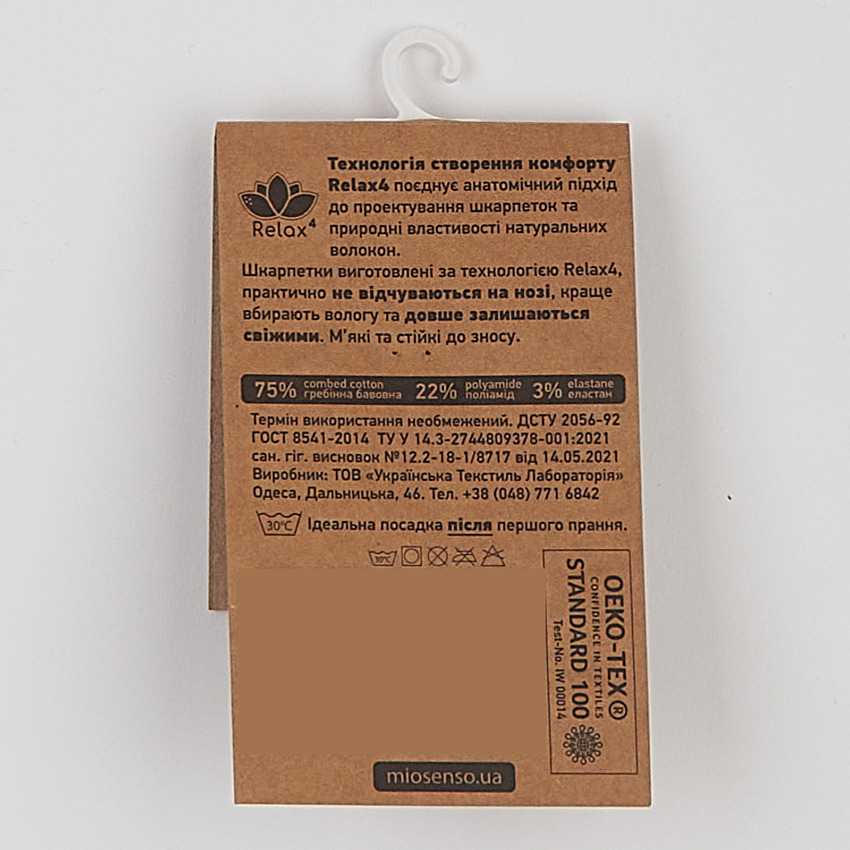 Технологія створення комфорту
Relax4 поєднує анатомічний підхід
до проектування шкарпеток та
природні властивості натуральних
волокон.
Relax4
Шкарпетки виготовлені за технологією Relax4,
практично не відчуваються на нозі, краще
вбирають вологу та довше залишаються
свіжими. М'які та стійкі до зносу.
75% combed cotton 22% polyamide 3% elastane
гребінна бавовна поліамід еластан
Термін використання необмежений. ДСТУ 2056-92
ГОСТ 8541-2014 ТУ У 14.3-2744809378-001:2021
сан. гіг. висновок №12.2-18-1/8717 від 14.05.2021
Виробник: ТОВ «Українська Текстиль Лабораторія»
Одеса, Дальницька, 46. Тел. +38 (048) 771 6842
30°C Ідеальна посадка після першого прання.
30°C
OEKO-TEX®
CONFIDENCE IN TEXTILES
STANDARD 100
Test-No. IW 00014
miosenso.ua